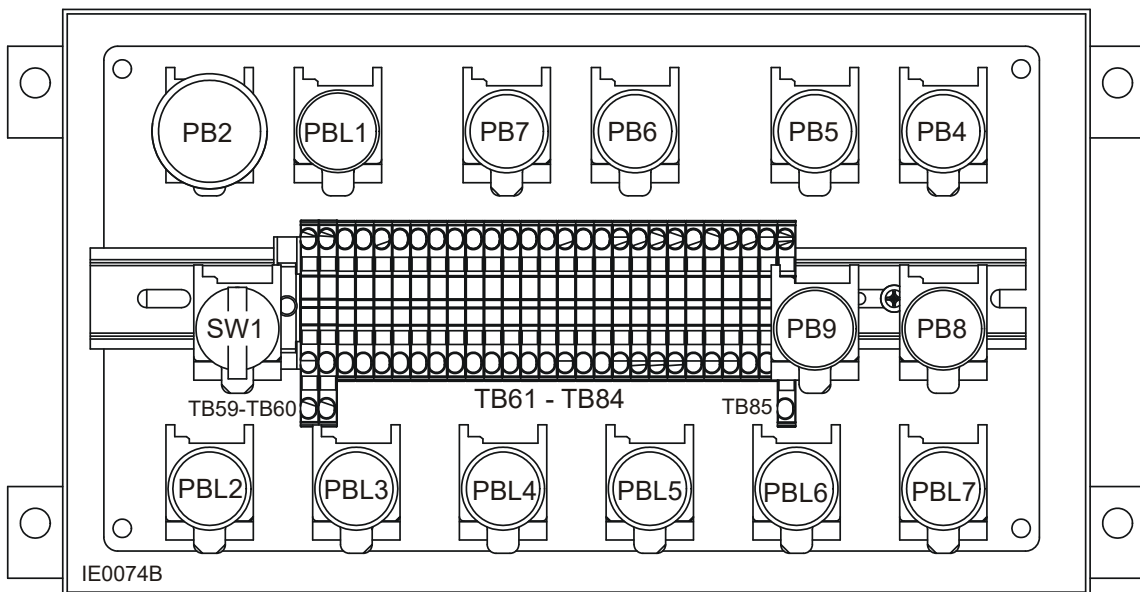 PB2 PBL1 PB7 PB6 PB5 PB4
SW1 PB9 PB8
TB59-TB60 TB61 - TB84 TB85
PBL2 PBL3 PBL4 PBL5 PBL6 PBL7
IE0074B